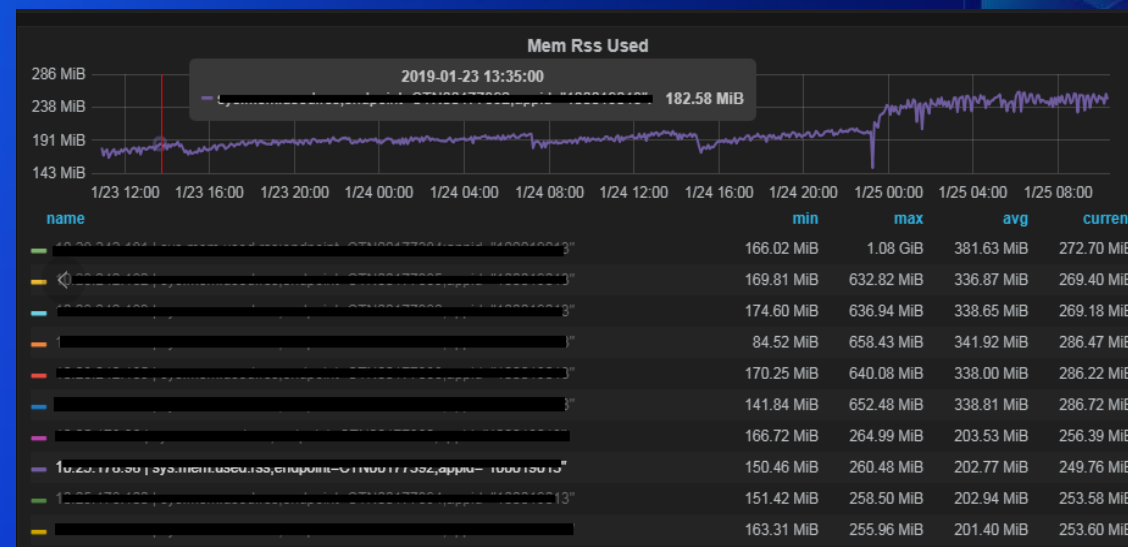 Mem Rss Used
286 MiB
2019-01-23 13:35:00
238 MiB
182.58 MiB
191 MiB
143 MiB
1/23 12:00 1/23 16:00 1/23 20:00 1/24 00:00 1/24 04:00 1/24 08:00 1/24 12:00 1/24 16:00 1/24 20:00 1/25 00:00 1/25 04:00 1/25 08:00
name min max avg curren
166.02 MiB 1.08 GiB 381.63 MiB 272.70 MiB
169.81 MiB 632.82 MiB 336.87 MiB 269.40 MiB
174.60 MiB 636.94 MiB 338.65 MiB 269.18 MiB
84.52 MiB 658.43 MiB 341.92 MiB 286.47 MiB
170.25 MiB 640.08 MiB 338.00 MiB 286.22 MiB
141.84 MiB 652.48 MiB 338.81 MiB 286.72 MiB
166.72 MiB 264.99 MiB 203.53 MiB 256.39 MiB
150.46 MiB 260.48 MiB 202.77 MiB 249.76 MiB
151.42 MiB 258.50 MiB 202.94 MiB 253.58 MiB
163.31 MiB 255.96 MiB 201.40 MiB 253.60 MiB